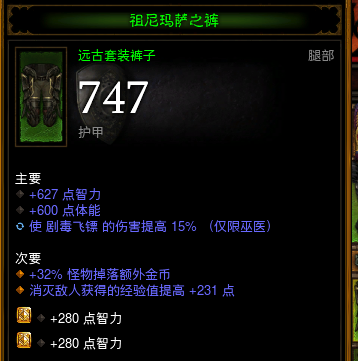 祖尼玛萨之裤
远古套装裤子
腿部
747
护甲
主要
+627 点智力
+600 点体能
使 剧毒飞镖 的伤害提高 15% （仅限巫医）
次要
+32% 怪物掉落额外金币
消灭敌人获得的经验值提高 +231 点
+280 点智力
+280 点智力